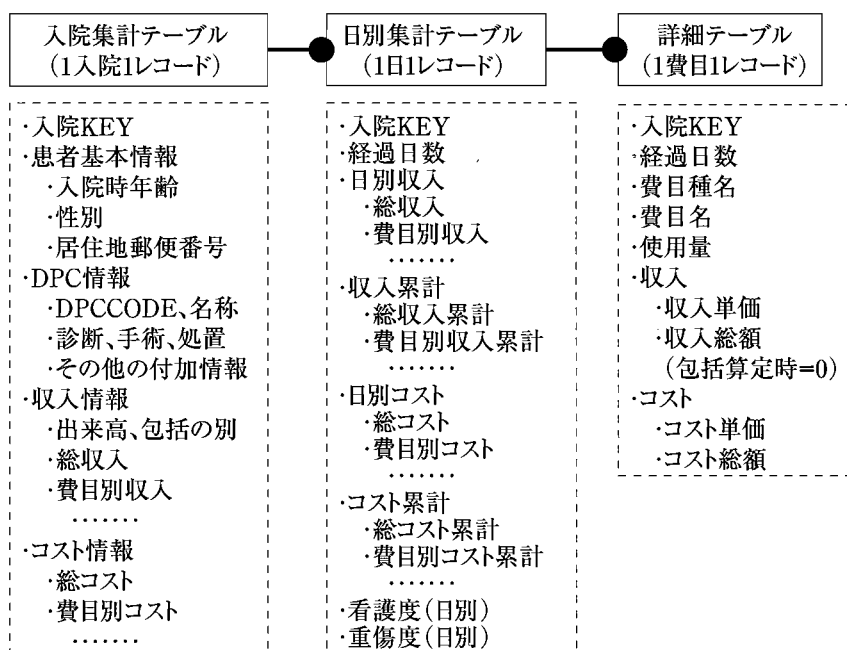 入院集計テーブル
(1入院1レコード)
・入院KEY
・患者基本情報
・入院時年齢
・性別
・居住地郵便番号
・DPC情報
・DPCCODE、名称
・診断、手術、処置
・その他の付加情報
・収入情報
・出来高、包括の別
・総収入
・費目別収入
・・・・・・・
・コスト情報
・総コスト
・費目別コスト
・・・・・・・
日別集計テーブル
(1日1レコード)
・入院KEY
・経過日数
・日別収入
・総収入
・費目別収入
・・・・・・・
・収入累計
・総収入累計
・費目別収入累計
・・・・・・・
・日別コスト
・総コスト
・費目別コスト
・・・・・・・
・コスト累計
・総コスト累計
・費目別コスト累計
・・・・・・・
・看護度(日別)
・重傷度(日別)
詳細テーブル
(1費目1レコード)
・入院KEY
・経過日数
・費目種名
・費目名
・使用量
・収入
・収入単価
・収入総額
(包括算定時=0)
・コスト
・コスト単価
・コスト総額